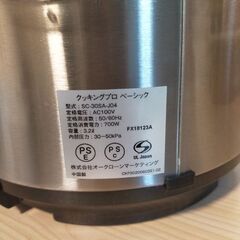 クッキングプロ ベーシック
型式：SC-30SA-J04
定格電圧：AC100V
定格周波数：50/60Hz
定格消費電力：700W
容量：3.2ℓ
内部圧力：30～50kPa
FX18123A
PS
E
PS
C
UL Japan
株式会社オークローンマーケティング
中国製